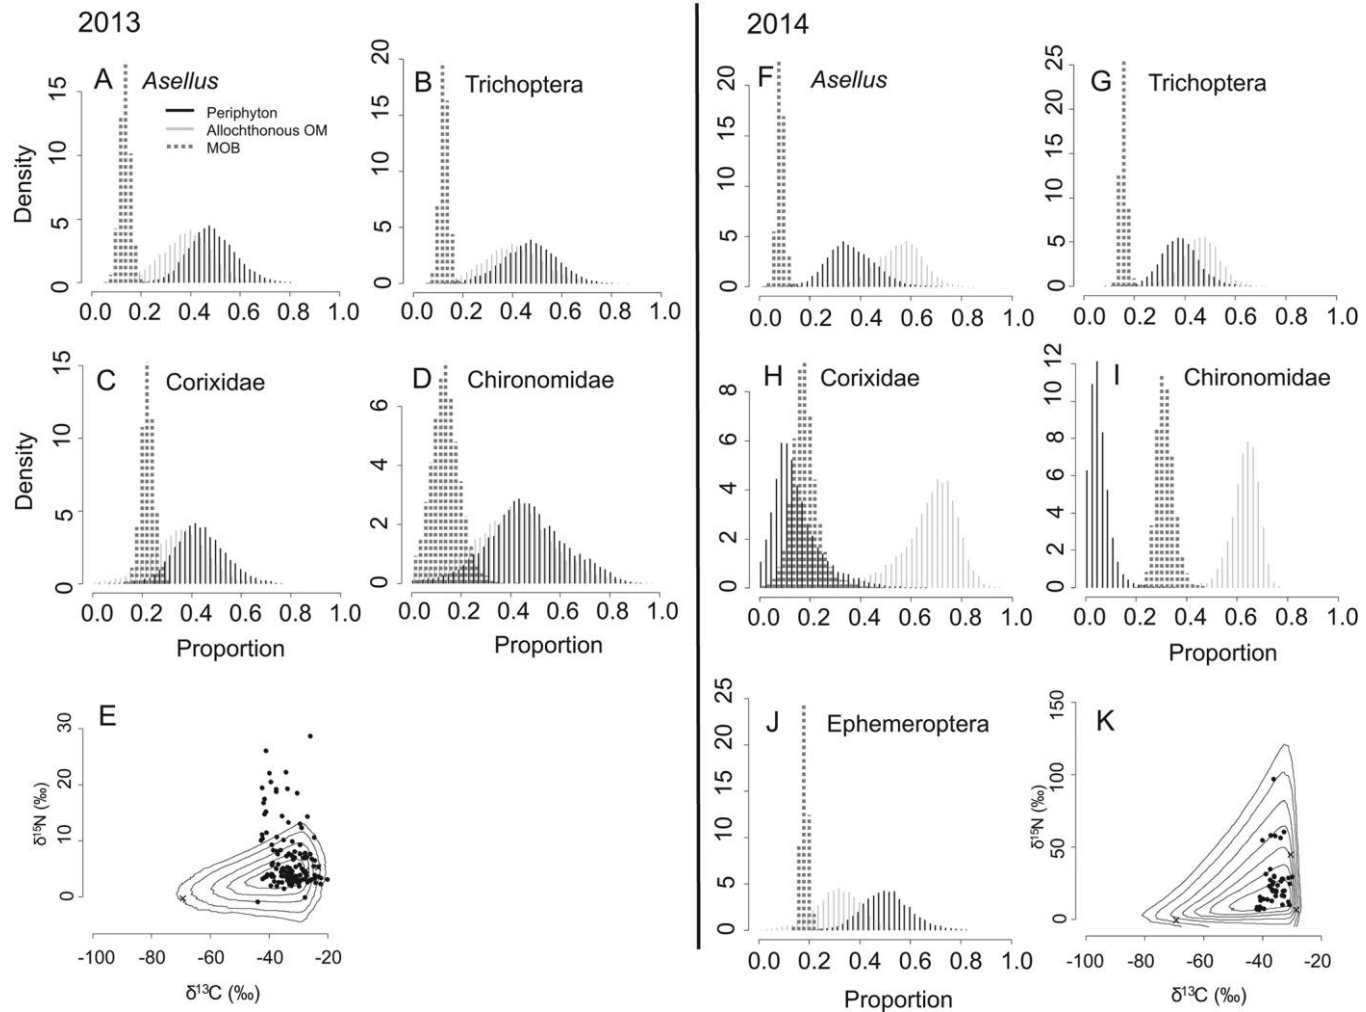 2013
A
Asellus
Periphyton
Allochthonous OM
MOB
Density
15
10
5
0
0.0 0.2 0.4 0.6 0.8 1.0
B
Trichoptera
20
15
10
5
0
0.0 0.2 0.4 0.6 0.8 1.0
C
Corixidae
Density
15
10
5
0
0.0 0.2 0.4 0.6 0.8 1.0
Proportion
D
Chironomidae
6
4
2
0
0.0 0.2 0.4 0.6 0.8 1.0
Proportion
E
δ¹⁵N (‰)
30
20
10
0
-100 -80 -60 -40 -20
δ¹³C (‰)
2014
F
Asellus
20
15
10
5
0
0.0 0.2 0.4 0.6 0.8 1.0
G
Trichoptera
25
20
15
10
5
0
0.0 0.2 0.4 0.6 0.8 1.0
H
Corixidae
8
6
4
2
0
0.0 0.2 0.4 0.6 0.8 1.0
I
Chironomidae
12
10
8
6
4
2
0
0.0 0.2 0.4 0.6 0.8 1.0
Proportion
J
Ephemeroptera
25
20
15
10
5
0
0.0 0.2 0.4 0.6 0.8 1.0
Proportion
K
δ¹⁵N (‰)
150
100
50
0
-100 -80 -60 -40 -20
δ¹³C (‰)